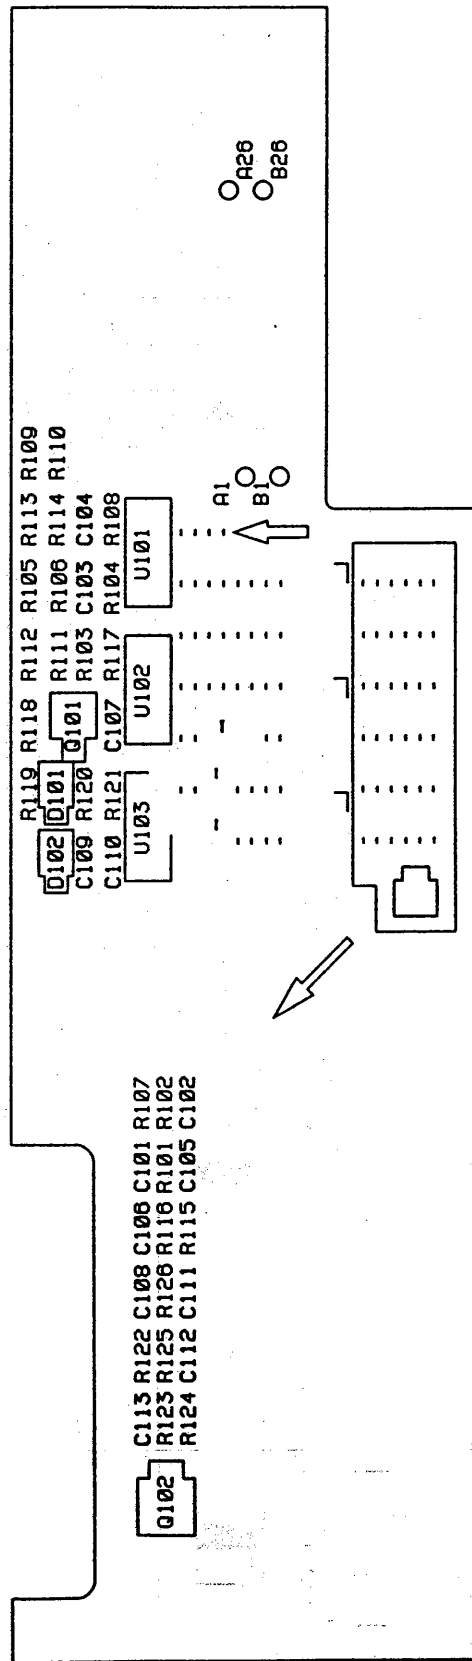 R119 R118 R112 R105 R113 R109
D102 D101 R111 R106 R114 R110
Q101
C109 R120 R103 C103 C104
C110 R121 C107 R117 R104 R108
U103 U102 U101
A1
B1
A26
B26
C113 R122 C108 C106 C101 R107
R123 R125 R126 R116 R101 R102
R124 C112 C111 R115 C105 C102
Q102